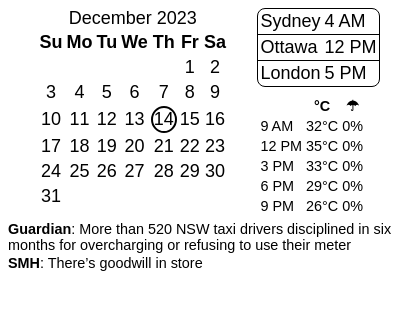 December 2023
Su Mo Tu We Th Fr Sa
1 2
3 4 5 6 7 8 9
10 11 12 13 14 15 16
17 18 19 20 21 22 23
24 25 26 27 28 29 30
31
Sydney 4 AM
Ottawa 12 PM
London 5 PM
°C ☂
9 AM 32°C 0%
12 PM 35°C 0%
3 PM 33°C 0%
6 PM 29°C 0%
9 PM 26°C 0%
Guardian: More than 520 NSW taxi drivers disciplined in six
months for overcharging or refusing to use their meter
SMH: There’s goodwill in store